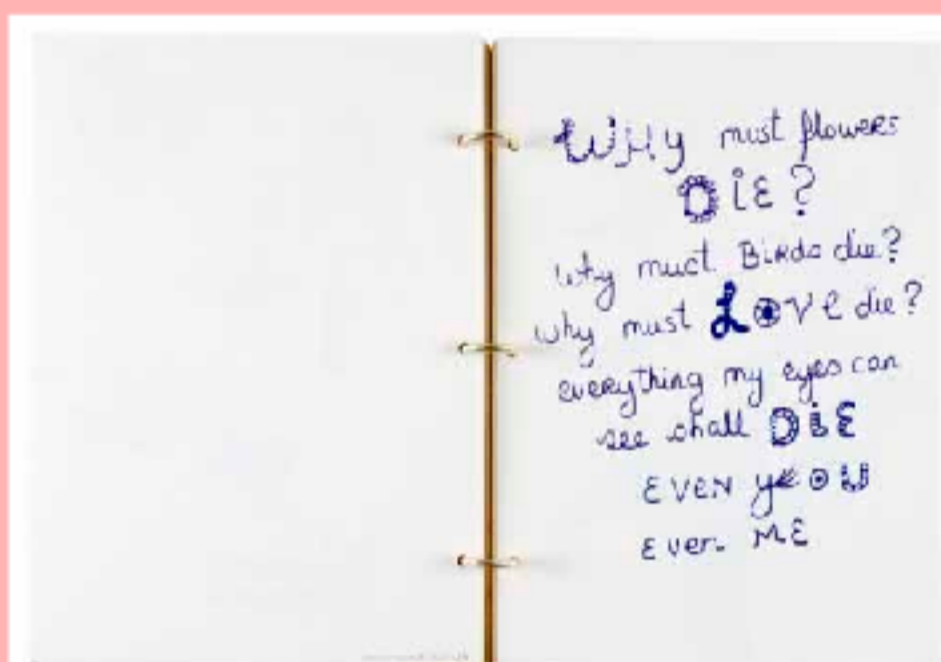 WHy must flowers
DiE?
why must BiRds die?
why must LOVE die?
everything my eyes can
see shall DiE
EVEN yOU
Even ME